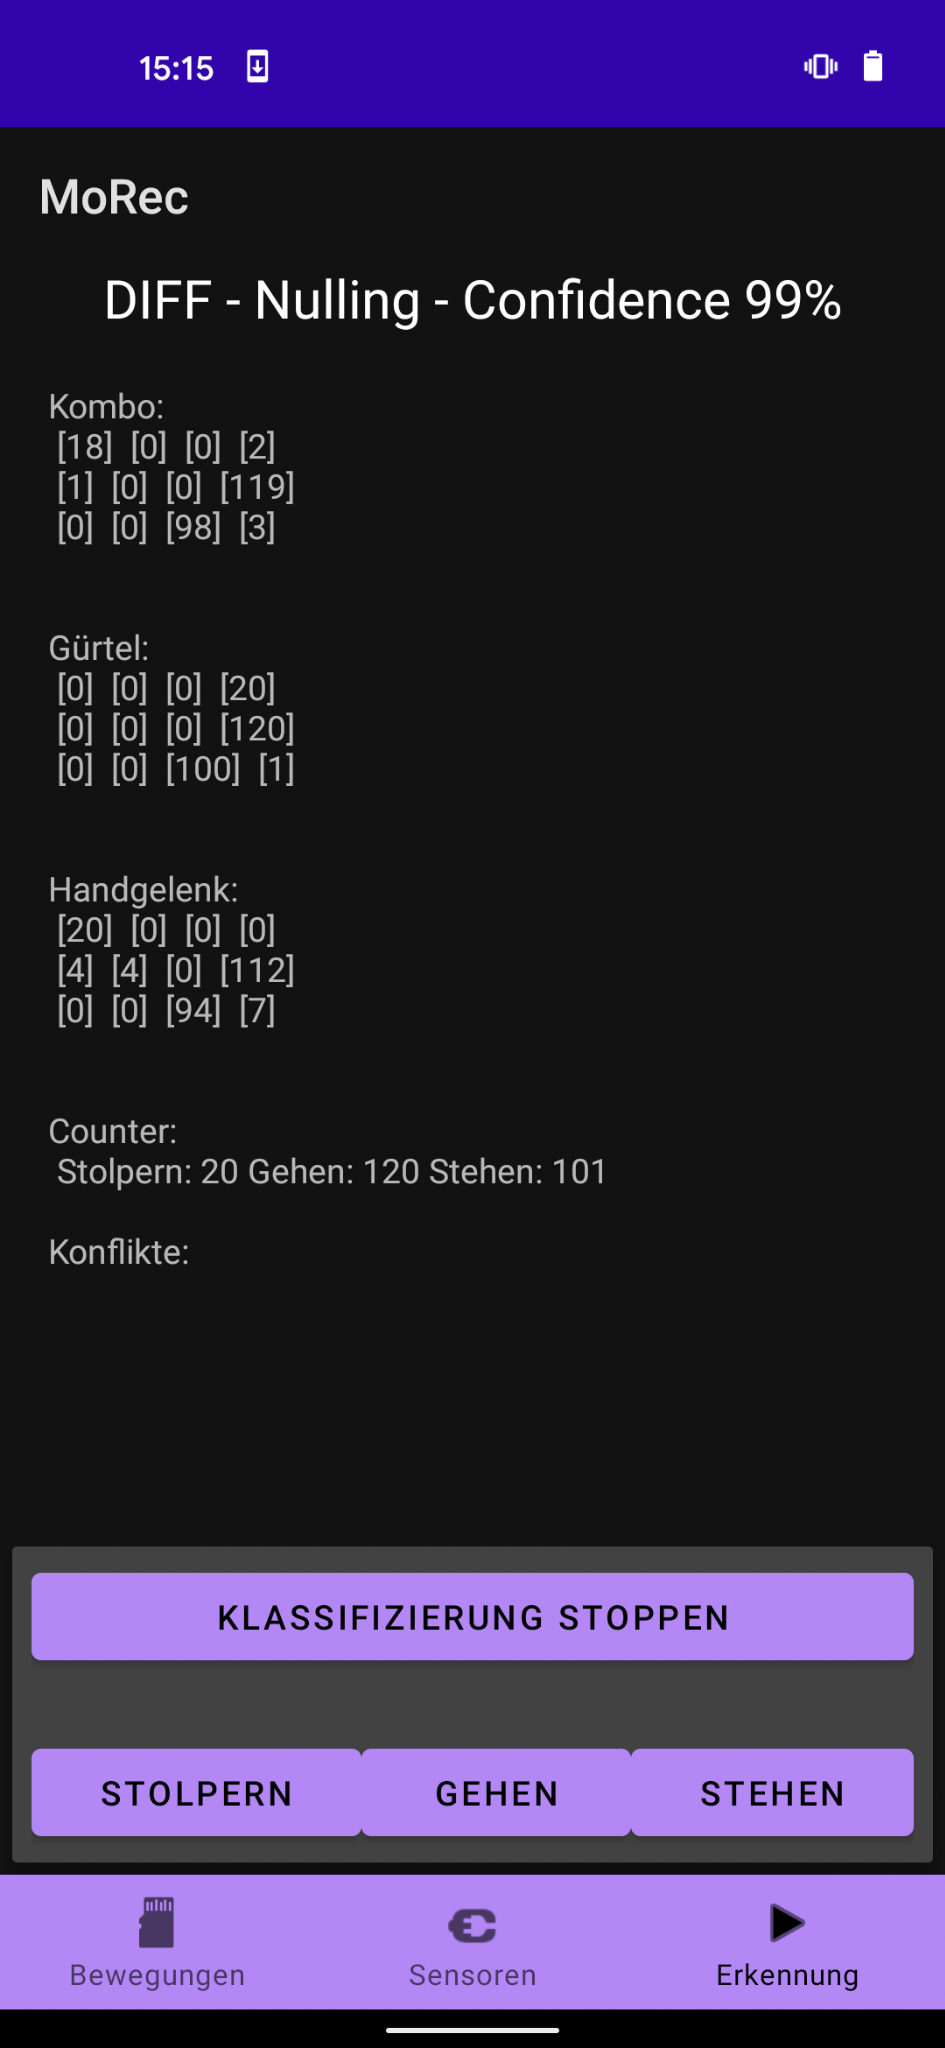 15:15
MoRec
DIFF - Nulling - Confidence 99%
Kombo:
[18] [0] [0] [2]
[1] [0] [0] [119]
[0] [0] [98] [3]
Gürtel:
[0] [0] [0] [20]
[0] [0] [0] [120]
[0] [0] [100] [1]
Handgelenk:
[20] [0] [0] [0]
[4] [4] [0] [112]
[0] [0] [94] [7]
Counter:
Stolpern: 20 Gehen: 120 Stehen: 101
Konflikte:
KLASSIFIZIERUNG STOPPEN
STOLPERN GEHEN STEHEN
Bewegungen Sensoren Erkennung